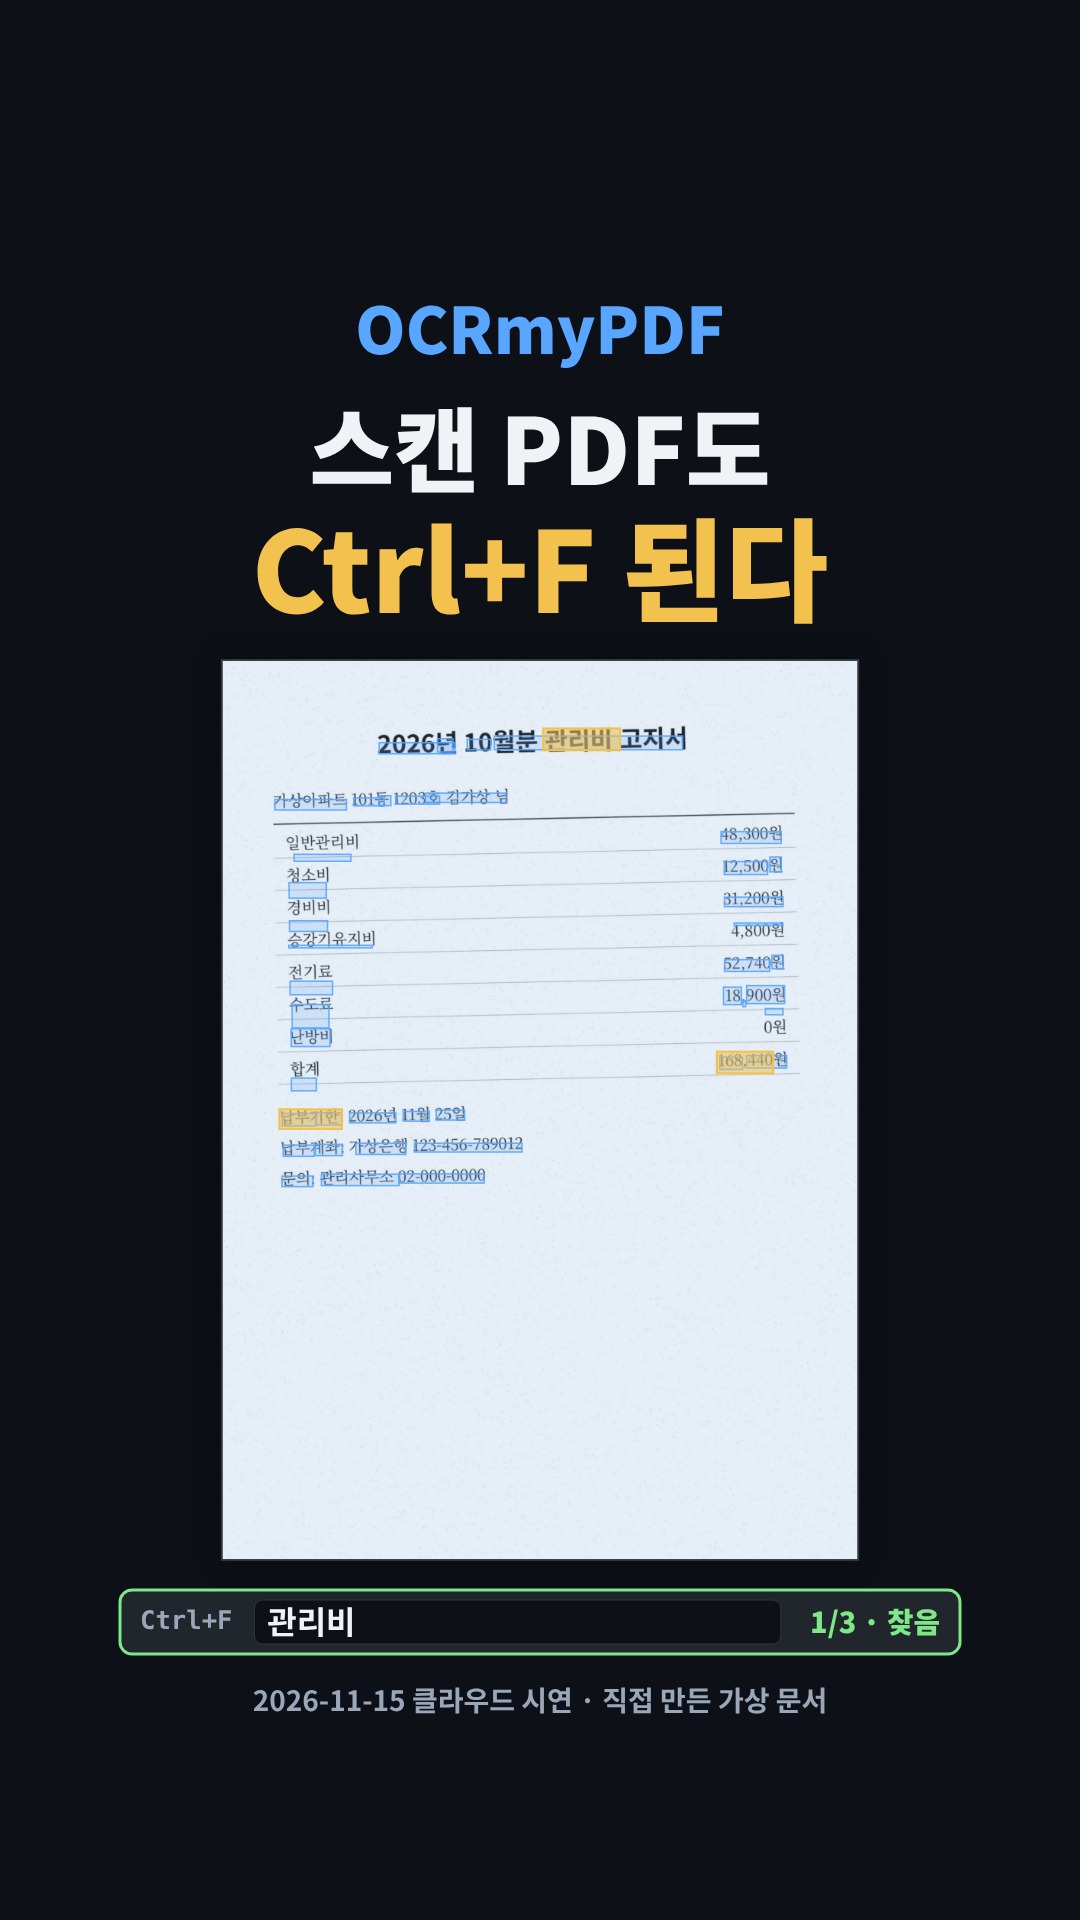 OCRmyPDF
스캔 PDF도
Ctrl+F 된다
2026년 10월분 관리비 고지서
가상아파트 101동 1203호 김가상 님
일반관리비 48,300원
청소비 12,500원
경비비 31,200원
승강기유지비 4,800원
전기료 52,740원
수도료 18,900원
난방비 0원
합계 168,440원
납부기한: 2026년 11월 25일
납부계좌: 가상은행 123-456-789012
문의: 관리사무소 02-000-0000
Ctrl+F 관리비 1/3 · 찾음
2026-11-15 클라우드 시연 · 직접 만든 가상 문서